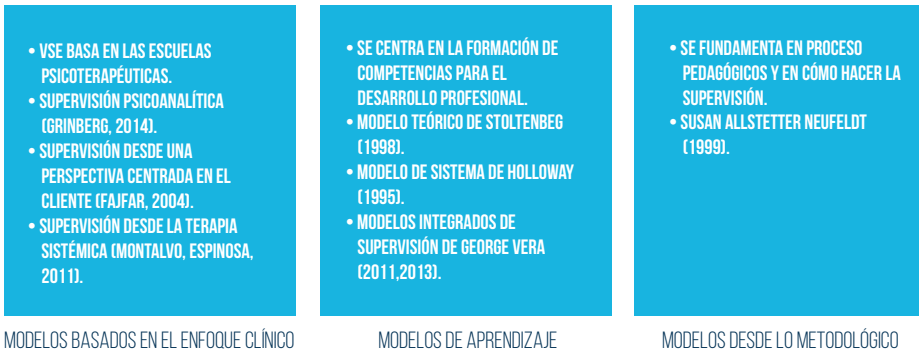 • VSE BASA EN LAS ESCUELAS
PSICOTERAPÉUTICAS.
• SUPERVISIÓN PSICOANALÍTICA
(GRINBERG, 2014).
• SUPERVISIÓN DESDE UNA
PERSPECTIVA CENTRADA EN EL
CLIENTE (FAJFAR, 2004).
• SUPERVISIÓN DESDE LA TERAPIA
SISTÉMICA (MONTALVO, ESPINOSA,
2011).
MODELOS BASADOS EN EL ENFOQUE CLÍNICO
• SE CENTRA EN LA FORMACIÓN DE
COMPETENCIAS PARA EL
DESARROLLO PROFESIONAL.
• MODELO TEÓRICO DE STOLTENBEG
(1998).
• MODELO DE SISTEMA DE HOLLOWAY
(1995).
• MODELOS INTEGRADOS DE
SUPERVISIÓN DE GEORGE VERA
(2011,2013).
MODELOS DE APRENDIZAJE
• SE FUNDAMENTA EN PROCESO
PEDAGÓGICOS Y EN CÓMO HACER LA
SUPERVISIÓN.
• SUSAN ALLSTETTER NEUFELDT
(1999).
MODELOS DESDE LO METODOLÓGICO